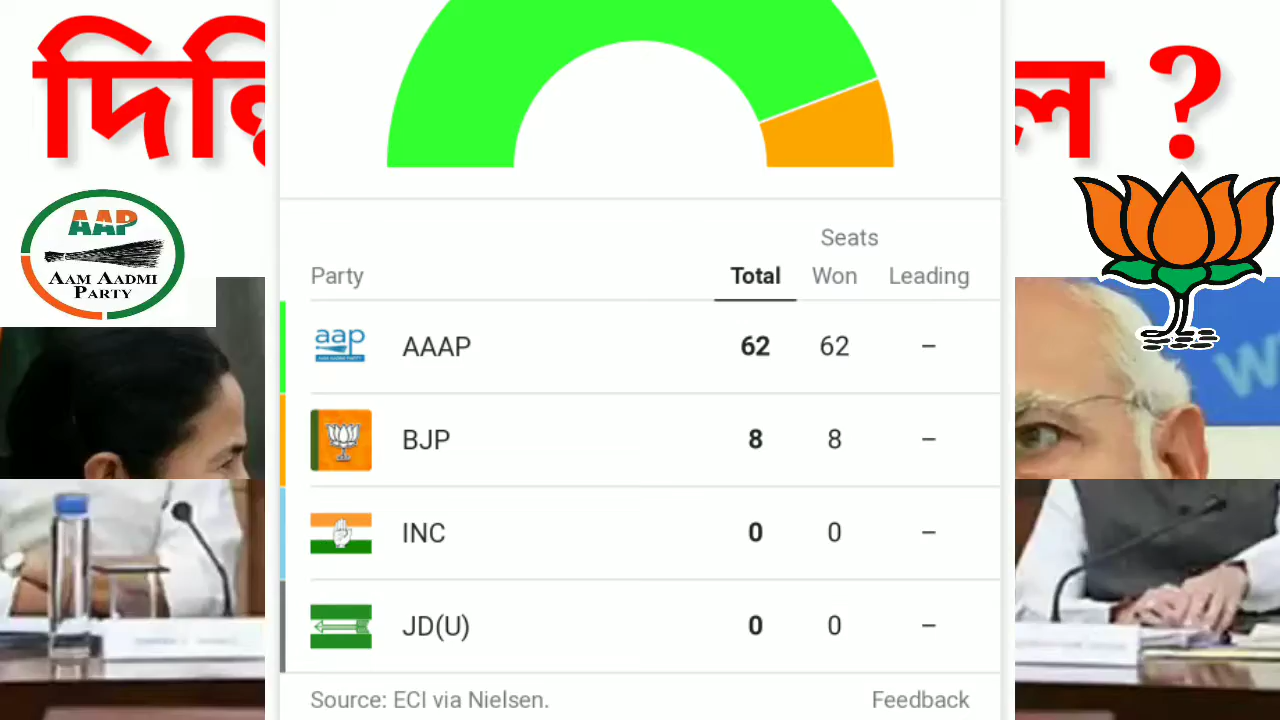 ল ?
AAP
AAM AADMI
PARTY
Seats
Party Total Won Leading
aap
AAAP 62 62 –
BJP 8 8 –
INC 0 0 –
JD(U) 0 0 –
Source: ECI via Nielsen. Feedback